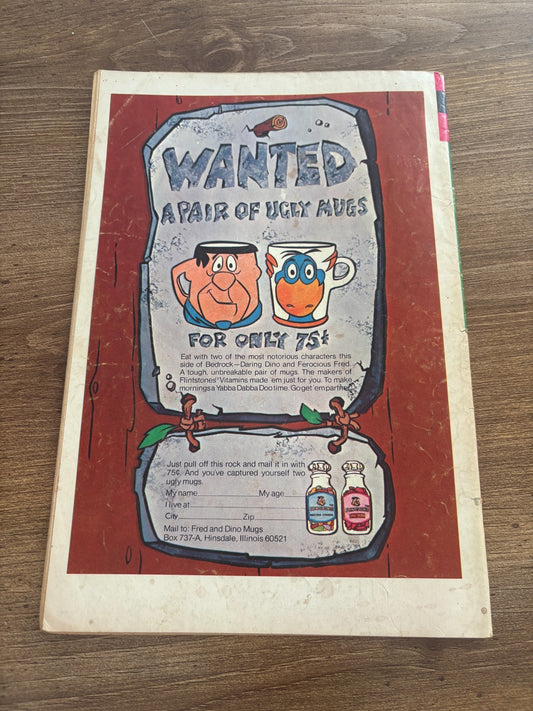 WANTED
A PAIR OF UGLY MUGS
FOR ONLY 75¢
Eat with two of the most notorious characters this
side of Bedrock—Daring Dino and Ferocious Fred.
A tough, unbreakable pair of mugs. The makers of
Flintstones® Vitamins made 'em just for you. To make
mornings a Yabba Dabba Doo time. Go get 'em partner.
Just pull off this rock and mail it in with
75¢. And you've captured yourself two
ugly mugs.
My name My age
I live at
City Zip
Mail to: Fred and Dino Mugs
Box 737-A, Hinsdale, Illinois 60521